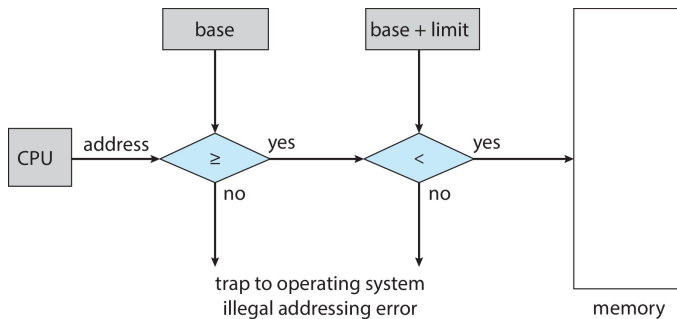 base
base + limit
CPU
address
≥
yes
<
yes
no
no
trap to operating system
illegal addressing error
memory